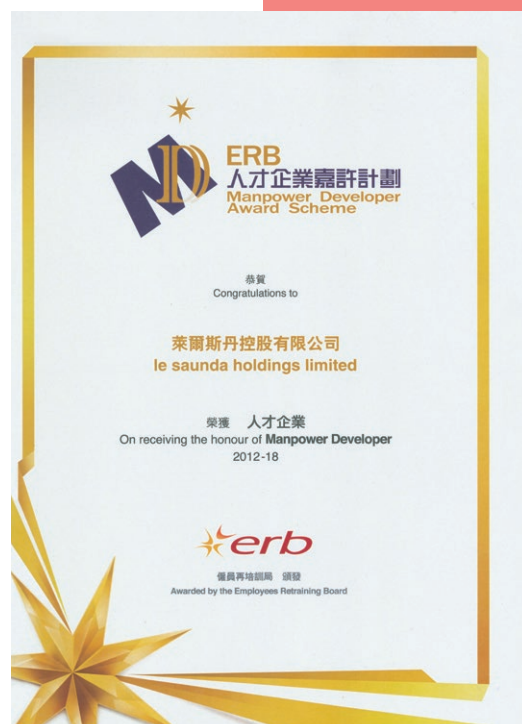 MD
ERB
人才企業嘉許計劃
Manpower Developer
Award Scheme
恭賀
Congratulations to
萊爾斯丹控股有限公司
le saunda holdings limited
榮獲 人才企業
On receiving the honour of Manpower Developer
2012-18
erb
僱員再培訓局 頒發
Awarded by the Employees Retraining Board